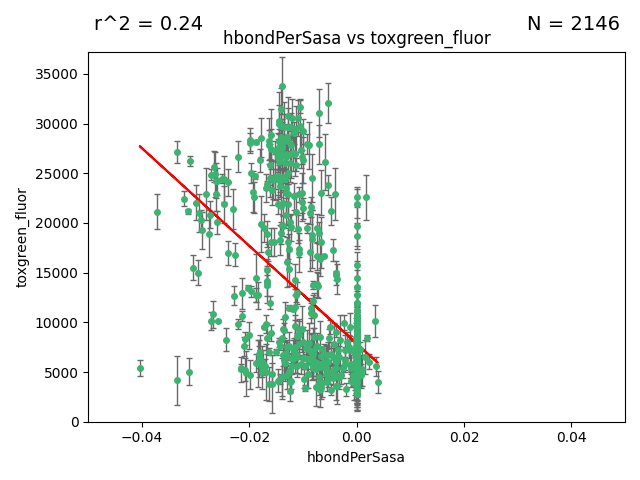 r^2 = 0.24
N = 2146
hbondPerSasa vs toxgreen_fluor
35000
30000
25000
20000
15000
10000
5000
0
toxgreen_fluor
−0.04
−0.02
0.00
0.02
0.04
hbondPerSasa